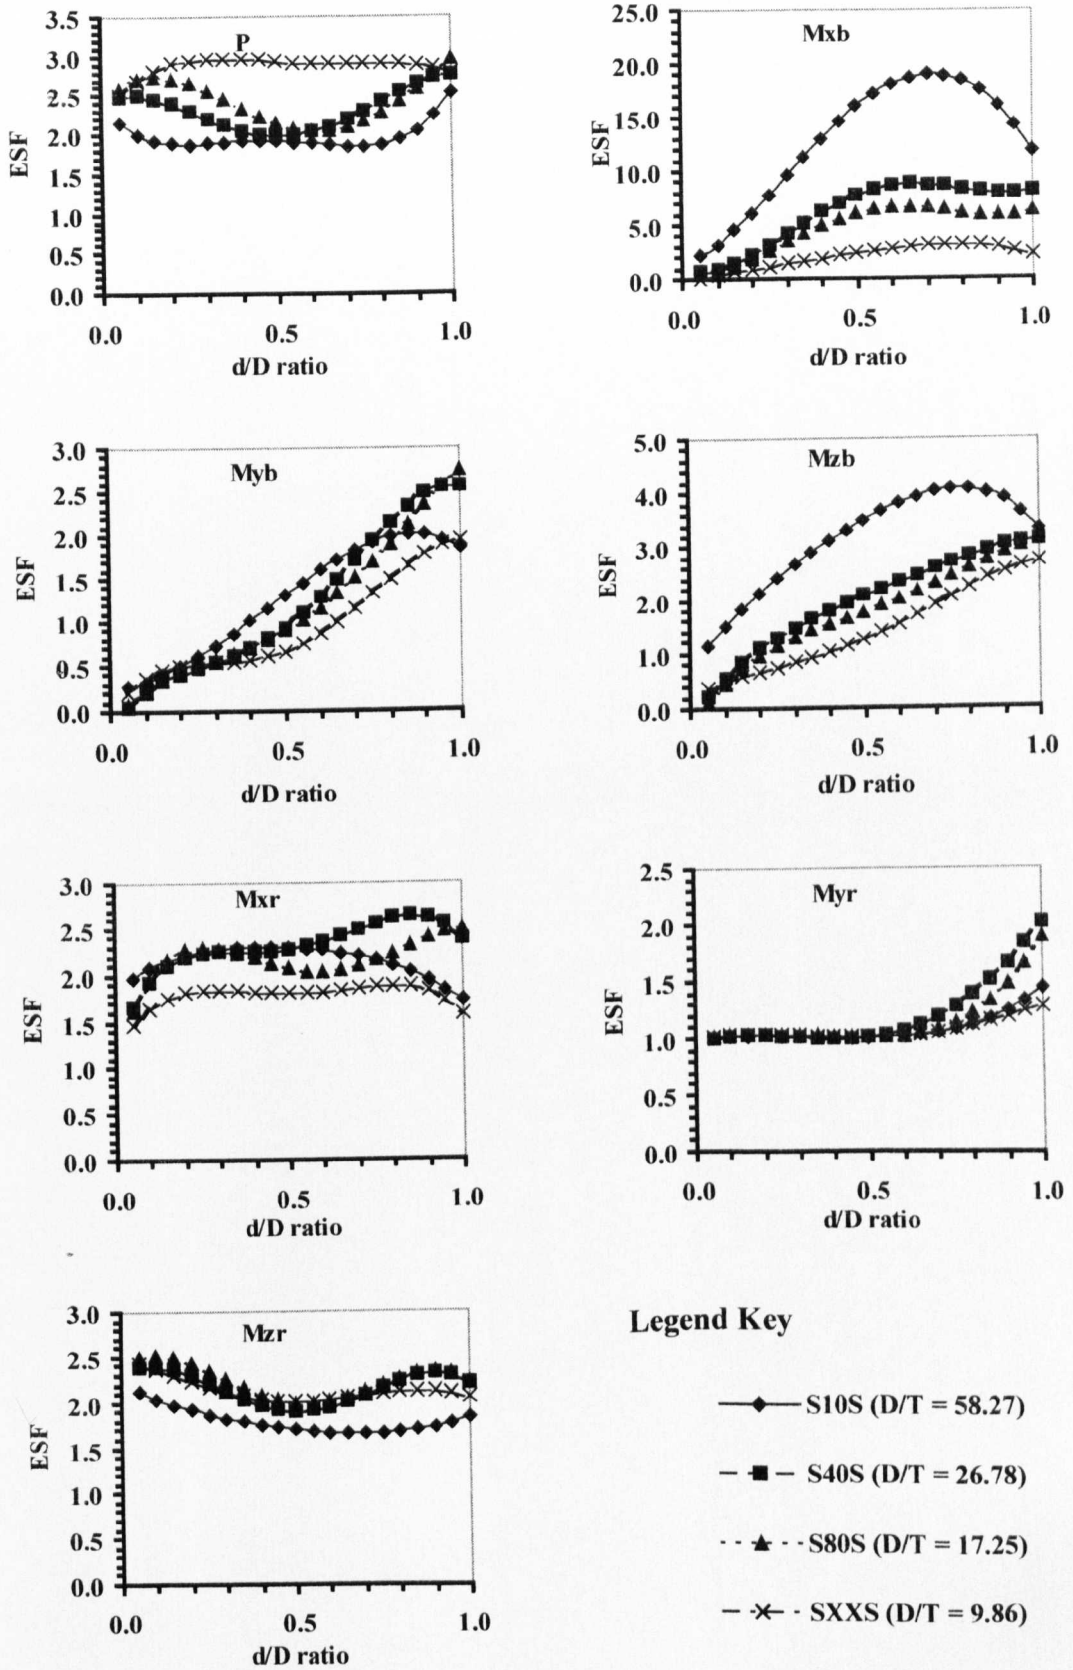 P
3.5
3.0
2.5
2.0
1.5
1.0
0.5
0.0
ESF
0.0 0.5 1.0
d/D ratio
Mxb
25.0
20.0
15.0
10.0
5.0
0.0
ESF
0.0 0.5 1.0
d/D ratio
Myb
3.0
2.5
2.0
1.5
1.0
0.5
0.0
ESF
0.0 0.5 1.0
d/D ratio
Mzb
5.0
4.0
3.0
2.0
1.0
0.0
ESF
0.0 0.5 1.0
d/D ratio
Mxr
3.0
2.5
2.0
1.5
1.0
0.5
0.0
ESF
0.0 0.5 1.0
d/D ratio
Myr
2.5
2.0
1.5
1.0
0.5
0.0
ESF
0.0 0.5 1.0
d/D ratio
Mzr
3.0
2.5
2.0
1.5
1.0
0.5
0.0
ESF
0.0 0.5 1.0
d/D ratio
Legend Key
S10S (D/T = 58.27)
S40S (D/T = 26.78)
S80S (D/T = 17.25)
SXXS (D/T = 9.86)